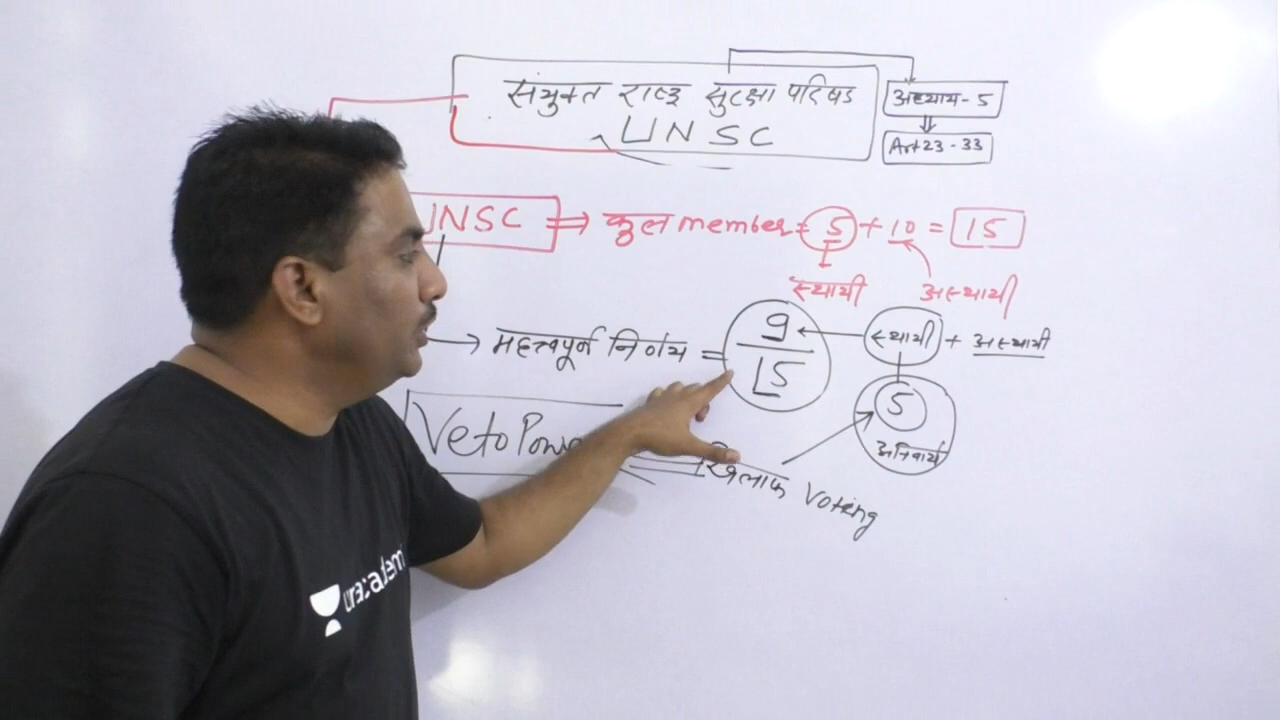 संयुक्त राष्ट्र सुरक्षा परिषद
UNSC
अध्याय - 5
Art 23 - 33
UNSC ⇒ कुल member = 5 + 10 = 15
स्थायी अस्थायी
→ महत्वपूर्ण निर्णय = 9/15 ← स्थायी + अस्थायी
5
अनिवार्य
Veto Power
खिलाफ Voting
unacademy